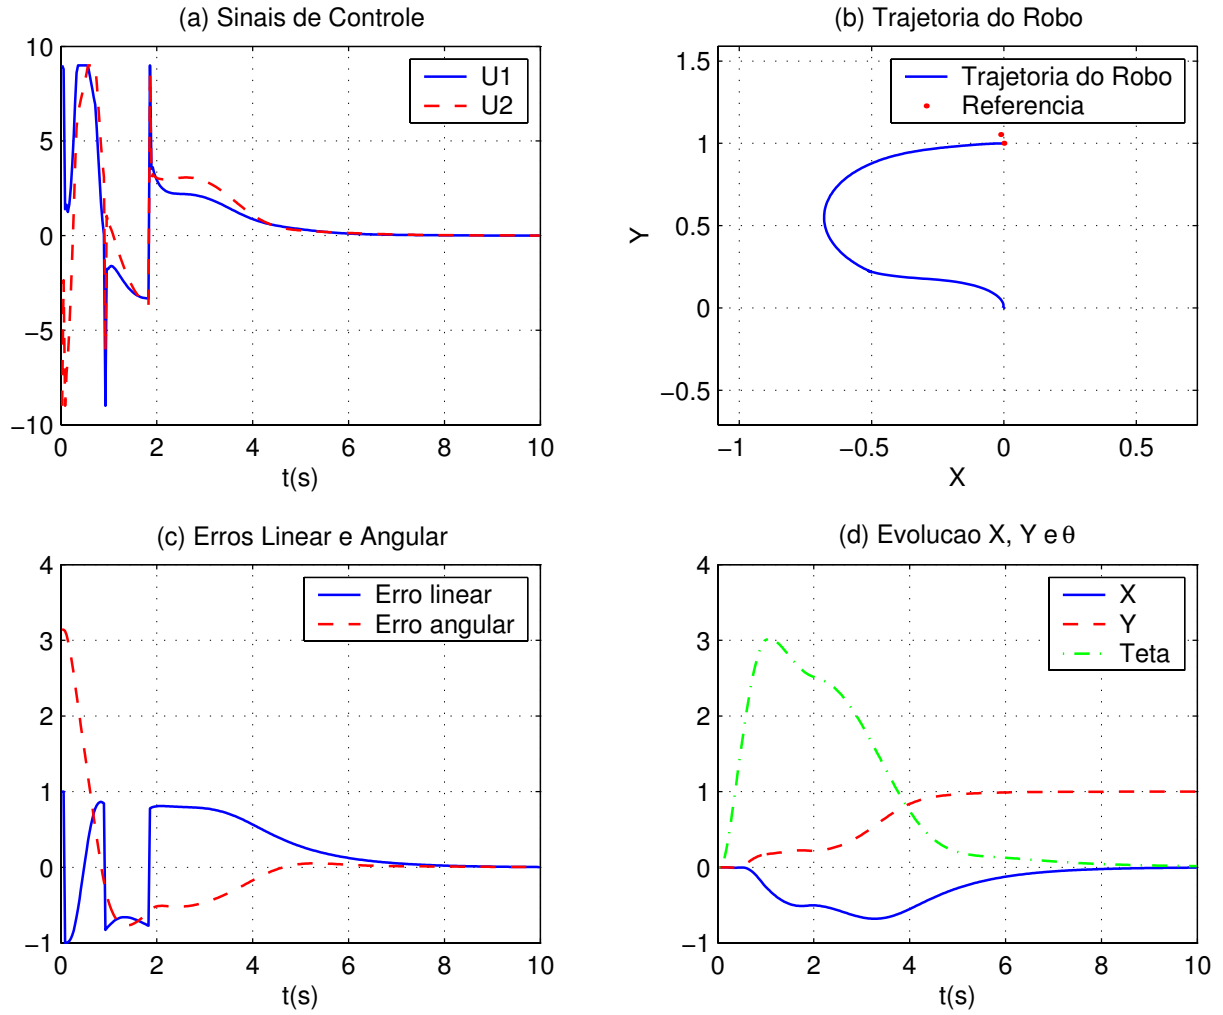 (a) Sinais de Controle
10
5
0
−5
−10
0 2 4 6 8 10
t(s)
U1
U2
(b) Trajetoria do Robo
1.5
1
0.5
0
−0.5
−1 −0.5 0 0.5
X
Y
Trajetoria do Robo
Referencia
(c) Erros Linear e Angular
4
3
2
1
0
−1
0 2 4 6 8 10
t(s)
Erro linear
Erro angular
(d) Evolucao X, Y e θ
4
3
2
1
0
−1
0 2 4 6 8 10
t(s)
X
Y
Teta